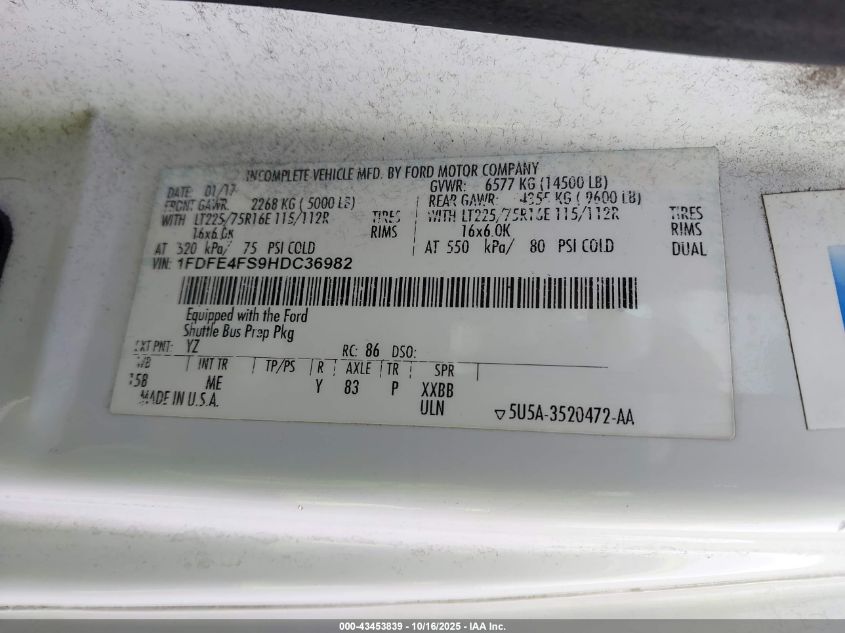 INCOMPLETE VEHICLE MFD. BY FORD MOTOR COMPANY
DATE: 01/17 GVWR: 6577 KG (14500 LB)
FRONT GAWR: 2268 KG ( 5000 LB) REAR GAWR: 4355 KG ( 9600 LB)
WITH LT225/75R16E 115/112R TIRES WITH LT225/75R16E 115/112R TIRES
16x6.0K RIMS 16x6.0K RIMS
AT 520 kPa/ 75 PSI COLD AT 550 kPa/ 80 PSI COLD DUAL
VIN: 1FDFE4FS9HDC36982
Equipped with the Ford
Shuttle Bus Prep Pkg
EXT PNT: YZ RC: 86 DSO:
WB INT TR TP/PS R AXLE TR SPR
158 ME Y 83 P XXBB
MADE IN U.S.A. ULN ▽5U5A-3520472-AA
000-43453839 - 10/16/2025 - IAA Inc.